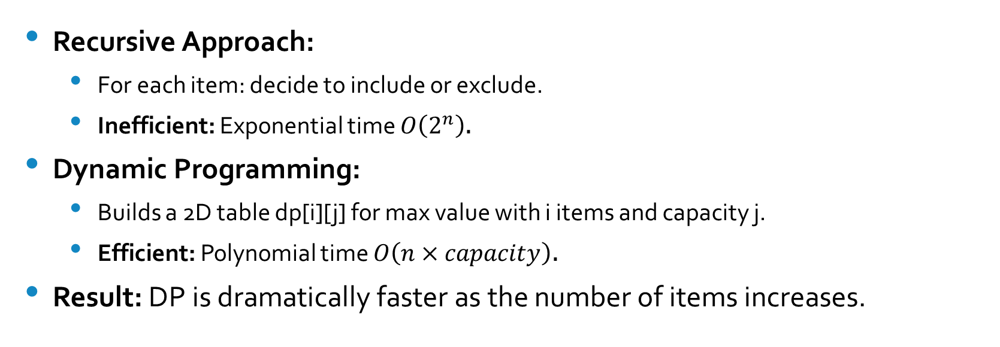 • Recursive Approach:
• For each item: decide to include or exclude.
• Inefficient: Exponential time O(2ⁿ).
• Dynamic Programming:
• Builds a 2D table dp[i][j] for max value with i items and capacity j.
• Efficient: Polynomial time O(n × capacity).
• Result: DP is dramatically faster as the number of items increases.